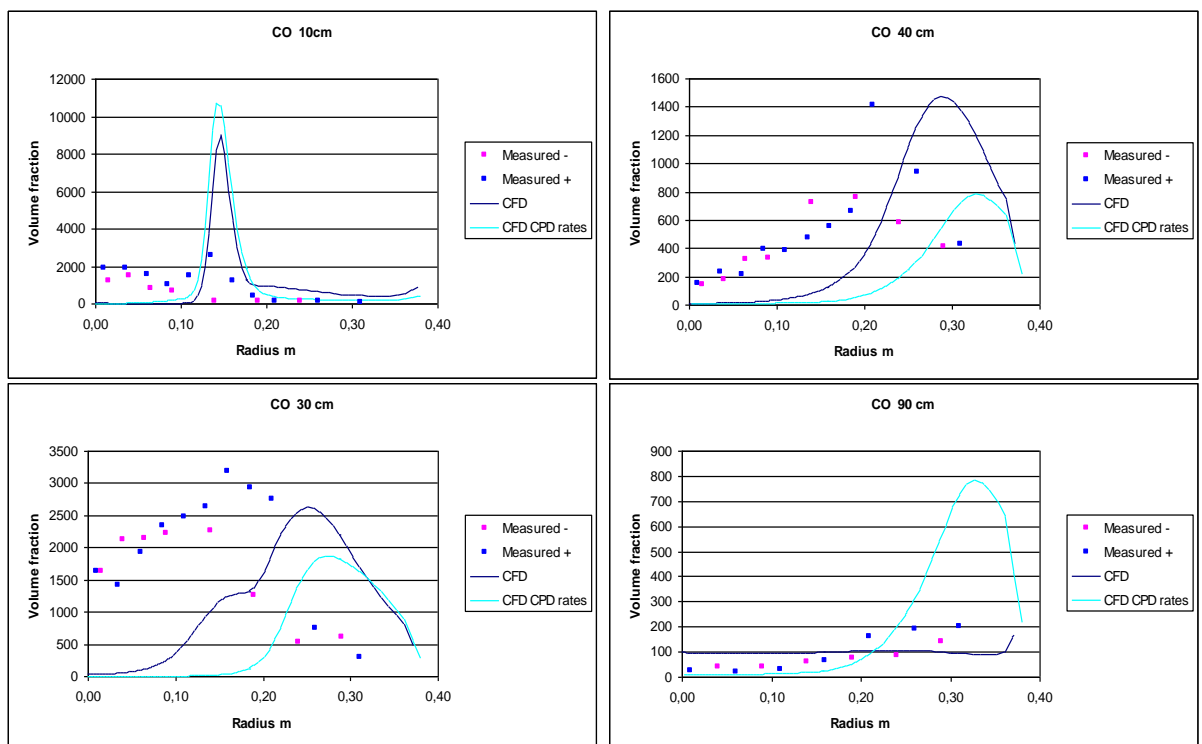 CO 10cm
Volume fraction
12000
10000
8000
6000
4000
2000
0
0,00 0,10 0,20 0,30 0,40
Radius m
Measured -
Measured +
CFD
CFD CPD rates
CO 40 cm
Volume fraction
1600
1400
1200
1000
800
600
400
200
0
0,00 0,10 0,20 0,30 0,40
Radius m
Measured -
Measured +
CFD
CFD CPD rates
CO 30 cm
Volume fraction
3500
3000
2500
2000
1500
1000
500
0
0,00 0,10 0,20 0,30 0,40
Radius m
Measured -
Measured +
CFD
CFD CPD rates
CO 90 cm
Volume fraction
900
800
700
600
500
400
300
200
100
0
0,00 0,10 0,20 0,30 0,40
Radius m
Measured -
Measured +
CFD
CFD CPD rates